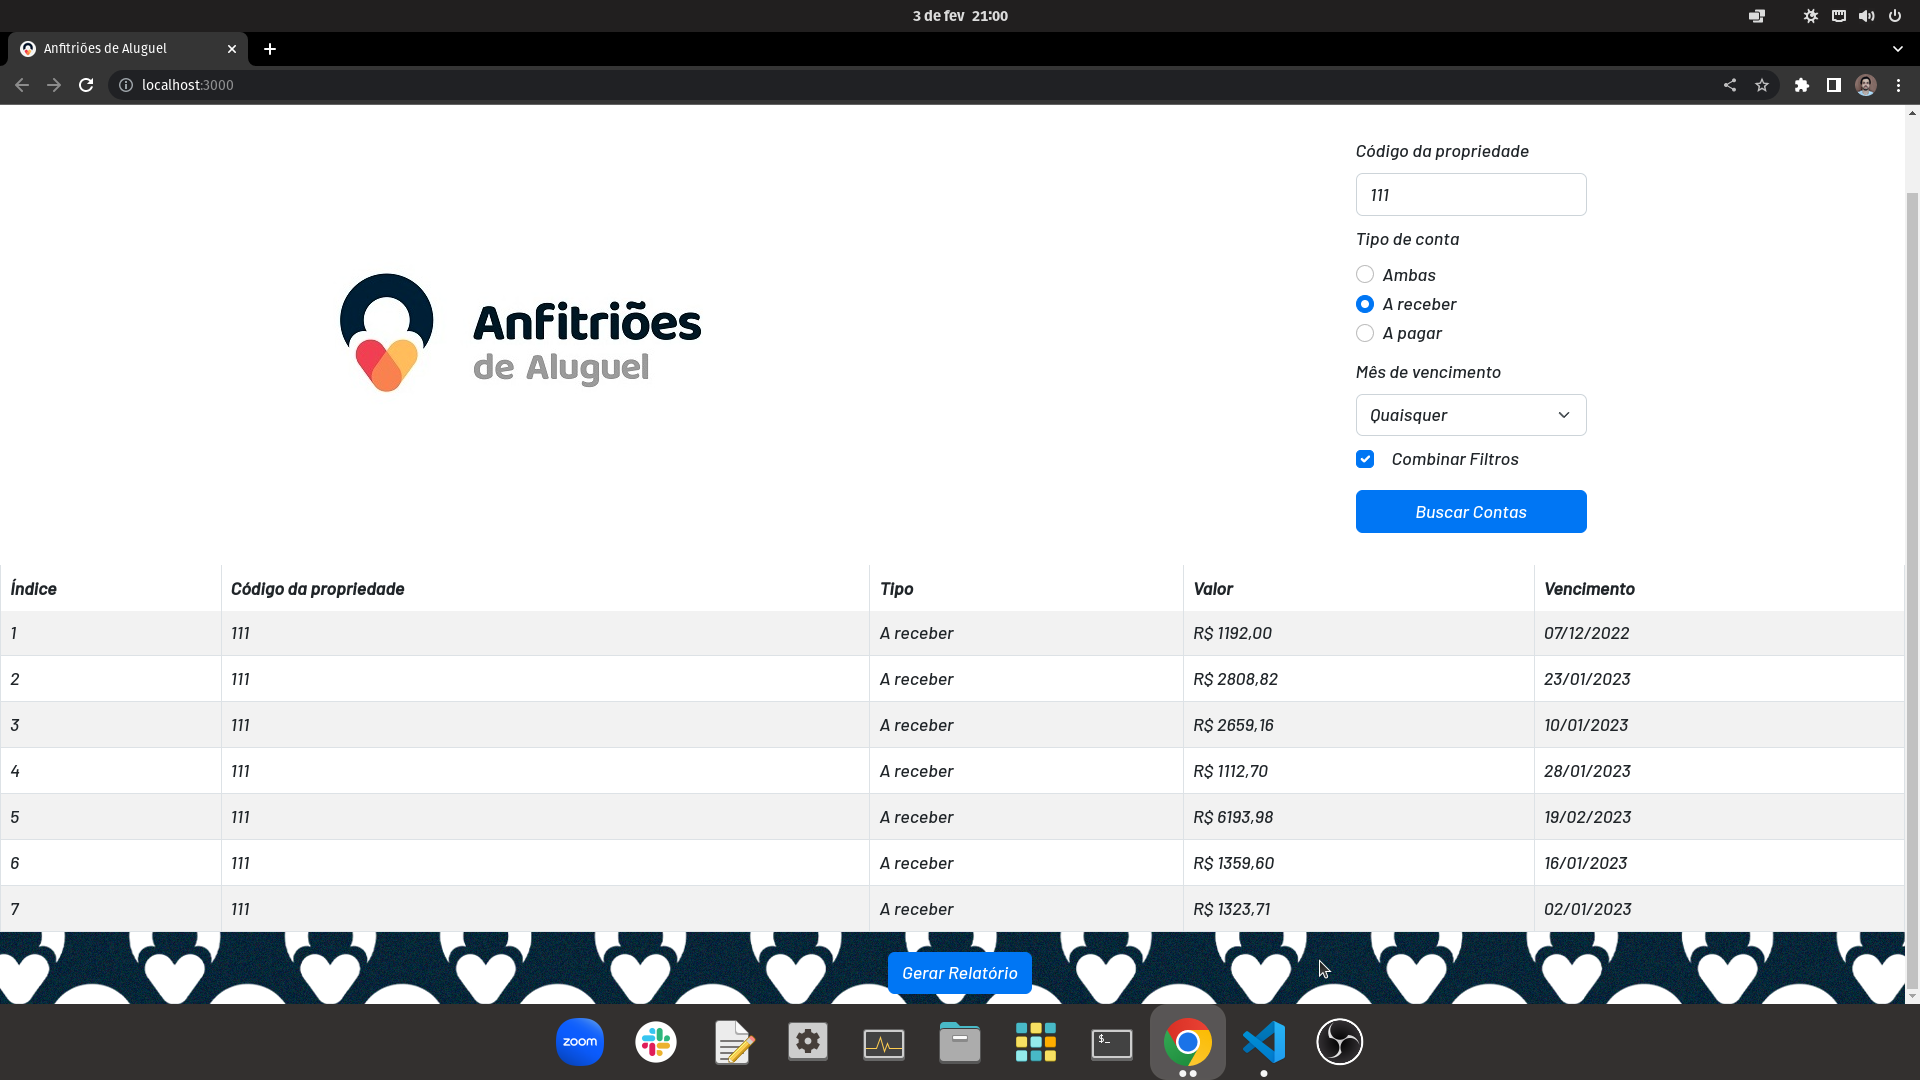 3 de fev 21:00
Anfitriões de Aluguel
localhost:3000
Código da propriedade
111
Tipo de conta
Ambas
A receber
A pagar
Mês de vencimento
Quaisquer
Combinar Filtros
Buscar Contas
Anfitriões
de Aluguel
Índice Código da propriedade Tipo Valor Vencimento
1 111 A receber R$ 1192,00 07/12/2022
2 111 A receber R$ 2808,82 23/01/2023
3 111 A receber R$ 2659,16 10/01/2023
4 111 A receber R$ 1112,70 28/01/2023
5 111 A receber R$ 6193,98 19/02/2023
6 111 A receber R$ 1359,60 16/01/2023
7 111 A receber R$ 1323,71 02/01/2023
Gerar Relatório
zoom
$_